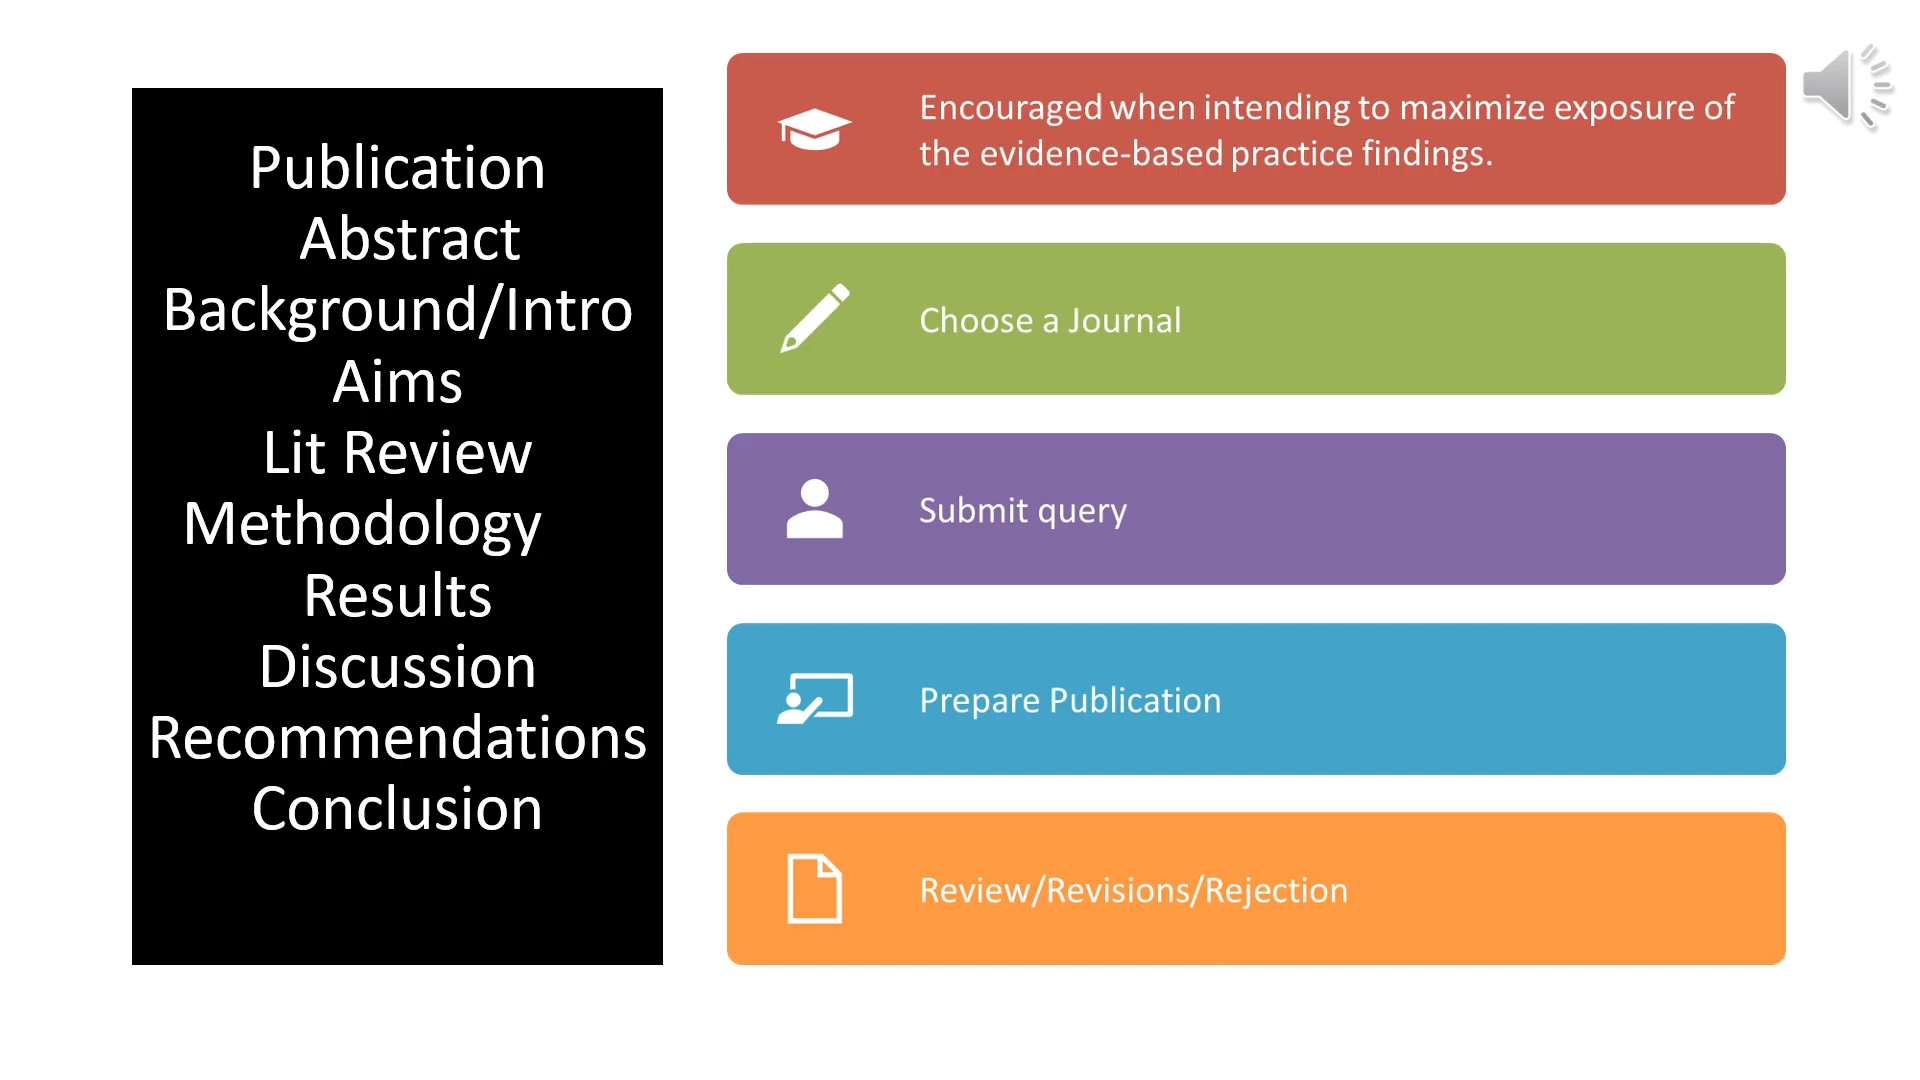 Publication
Abstract
Background/Intro
Aims
Lit Review
Methodology
Results
Discussion
Recommendations
Conclusion
Encouraged when intending to maximize exposure of
the evidence-based practice findings.
Choose a Journal
Submit query
Prepare Publication
Review/Revisions/Rejection